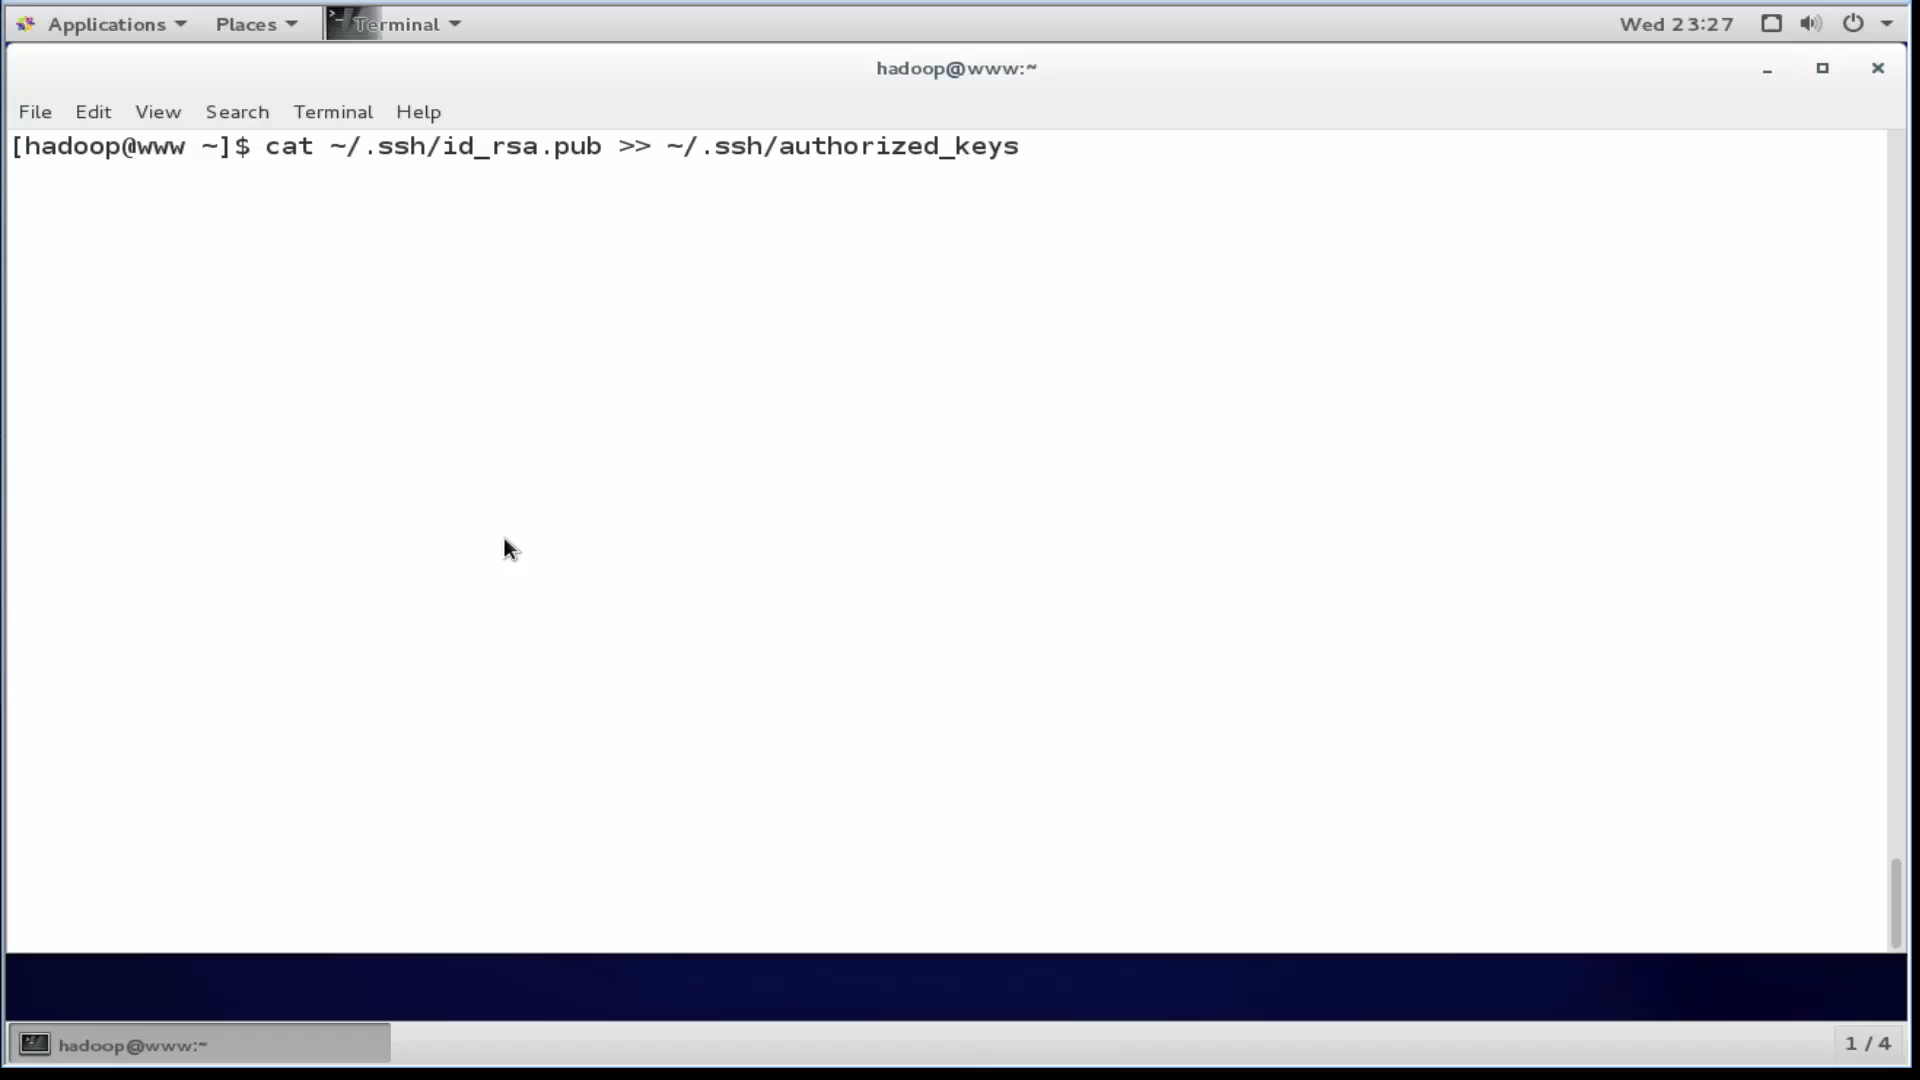 Applications Places Terminal Wed 23:27
hadoop@www:~
File Edit View Search Terminal Help
[hadoop@www ~]$ cat ~/.ssh/id_rsa.pub >> ~/.ssh/authorized_keys
hadoop@www:~ 1 / 4